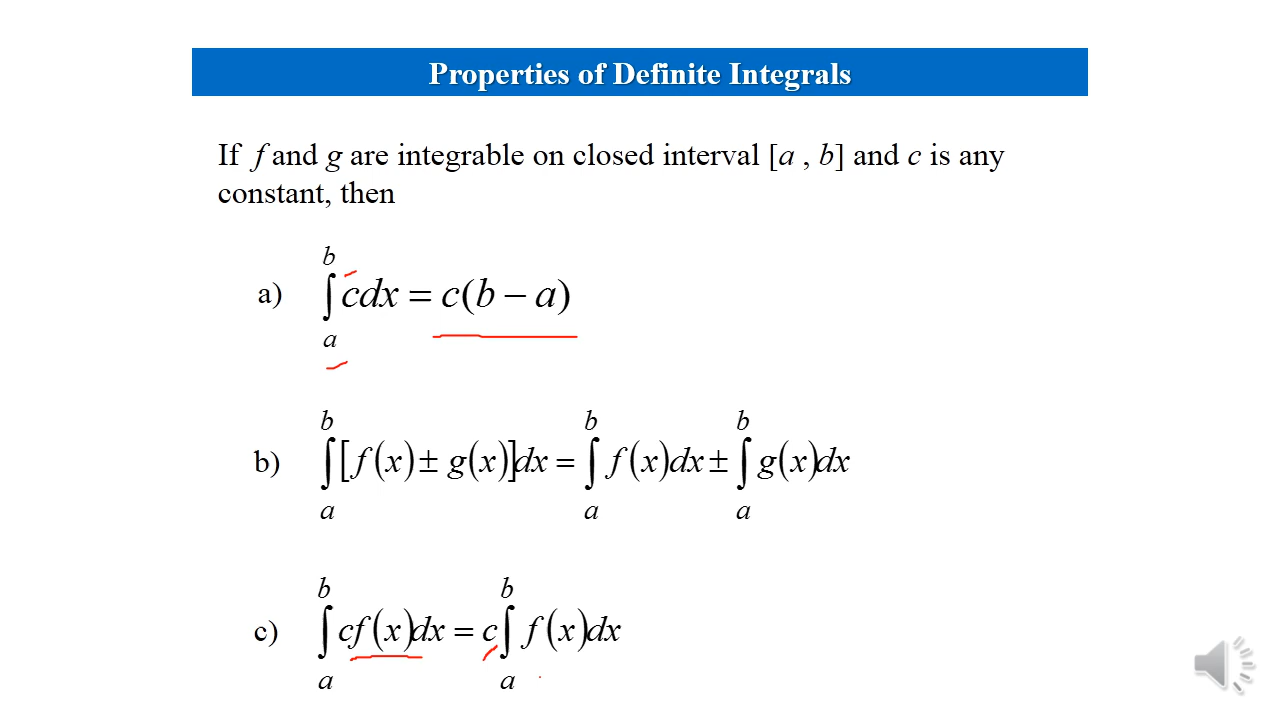 Properties of Definite Integrals
If f and g are integrable on closed interval [a , b] and c is any
constant, then
a) ∫_a^b cdx = c(b − a)
b) ∫_a^b [f(x) ± g(x)]dx = ∫_a^b f(x)dx ± ∫_a^b g(x)dx
c) ∫_a^b cf(x)dx = c∫_a^b f(x)dx